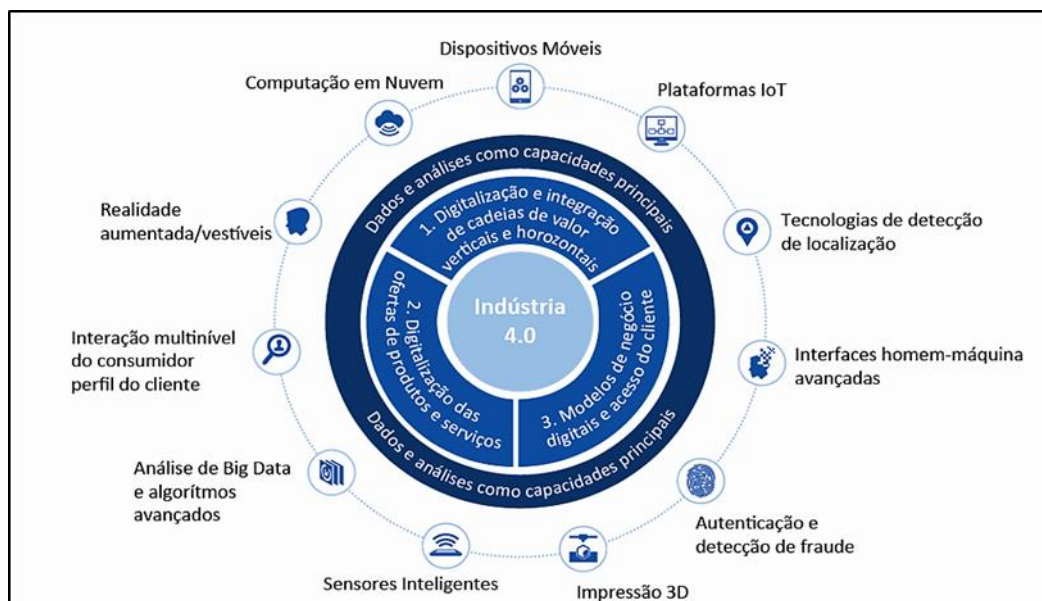 Dispositivos Móveis
Computação em Nuvem
Plataformas IoT
Realidade
aumentada/vestíveis
Tecnologias de detecção
de localização
Interação multinível
do consumidor
perfil do cliente
Interfaces homem-máquina
avançadas
Análise de Big Data
e algorítmos
avançados
Autenticação e
detecção de fraude
Sensores Inteligentes
Impressão 3D
Dados e análises como capacidades principais
1. Digitalização e integração
de cadeias de valor
verticais e horozontais
2. Digitalização das
ofertas de produtos e serviços
3. Modelos de negócio
digitais e acesso do cliente
Indústria
4.0
Dados e análises como capacidades principais